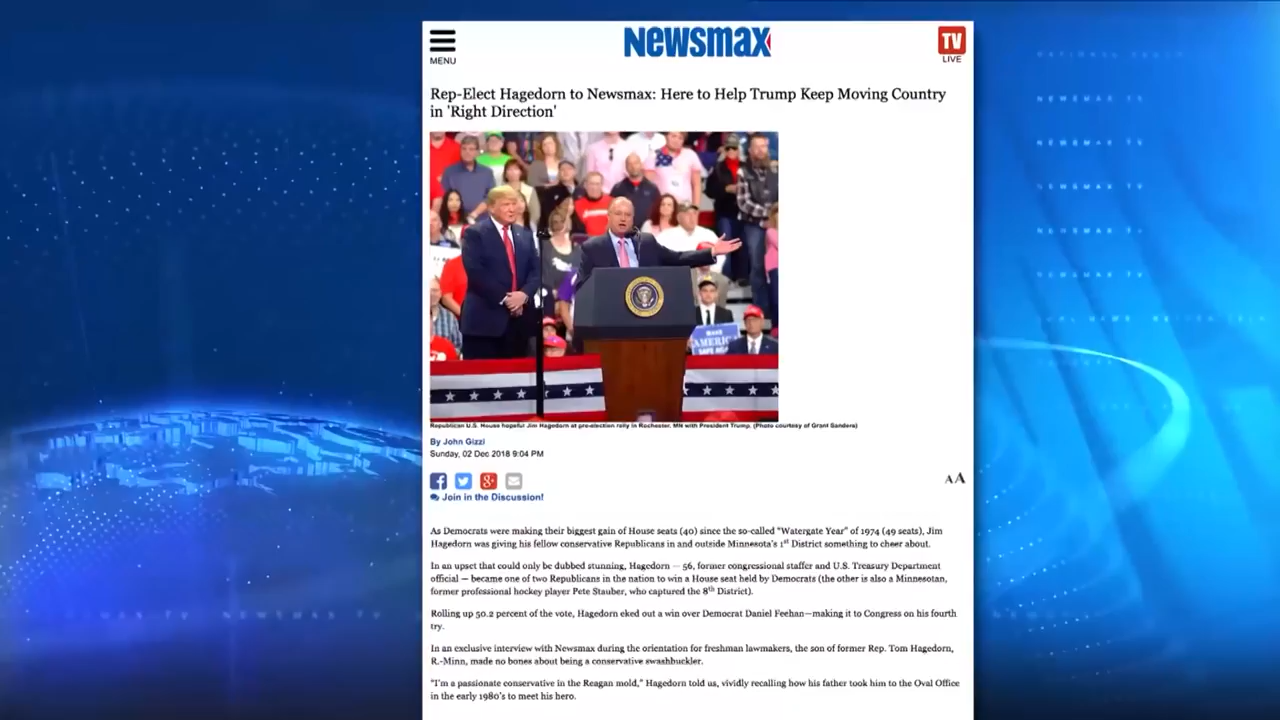 MENU
NEWSMAX
TV
LIVE
Rep-Elect Hagedorn to Newsmax: Here to Help Trump Keep Moving Country
in 'Right Direction'
Republican U.S. House hopeful Jim Hagedorn at pre-election rally in Rochester, MN with President Trump. (Photo courtesy of Grant Sandera)
By John Gizzi
Sunday, 02 Dec 2018 9:04 PM
AA
Join in the Discussion!
As Democrats were making their biggest gain of House seats (40) since the so-called "Watergate Year" of 1974 (49 seats), Jim
Hagedorn was giving his fellow conservative Republicans in and outside Minnesota's 1st District something to cheer about.
In an upset that could only be dubbed stunning, Hagedorn — 56, former congressional staffer and U.S. Treasury Department
official — became one of two Republicans in the nation to win a House seat held by Democrats (the other is also a Minnesotan,
former professional hockey player Pete Stauber, who captured the 8th District).
Rolling up 50.2 percent of the vote, Hagedorn eked out a win over Democrat Daniel Feehan—making it to Congress on his fourth
try.
In an exclusive interview with Newsmax during the orientation for freshman lawmakers, the son of former Rep. Tom Hagedorn,
R.-Minn, made no bones about being a conservative swashbuckler.
"I'm a passionate conservative in the Reagan mold," Hagedorn told us, vividly recalling how his father took him to the Oval Office
in the early 1980's to meet his hero.
NEWSMAX TV
NEWSMAX TV
NEWSMAX TV
NEWSMAX TV
NEWSMAX TV